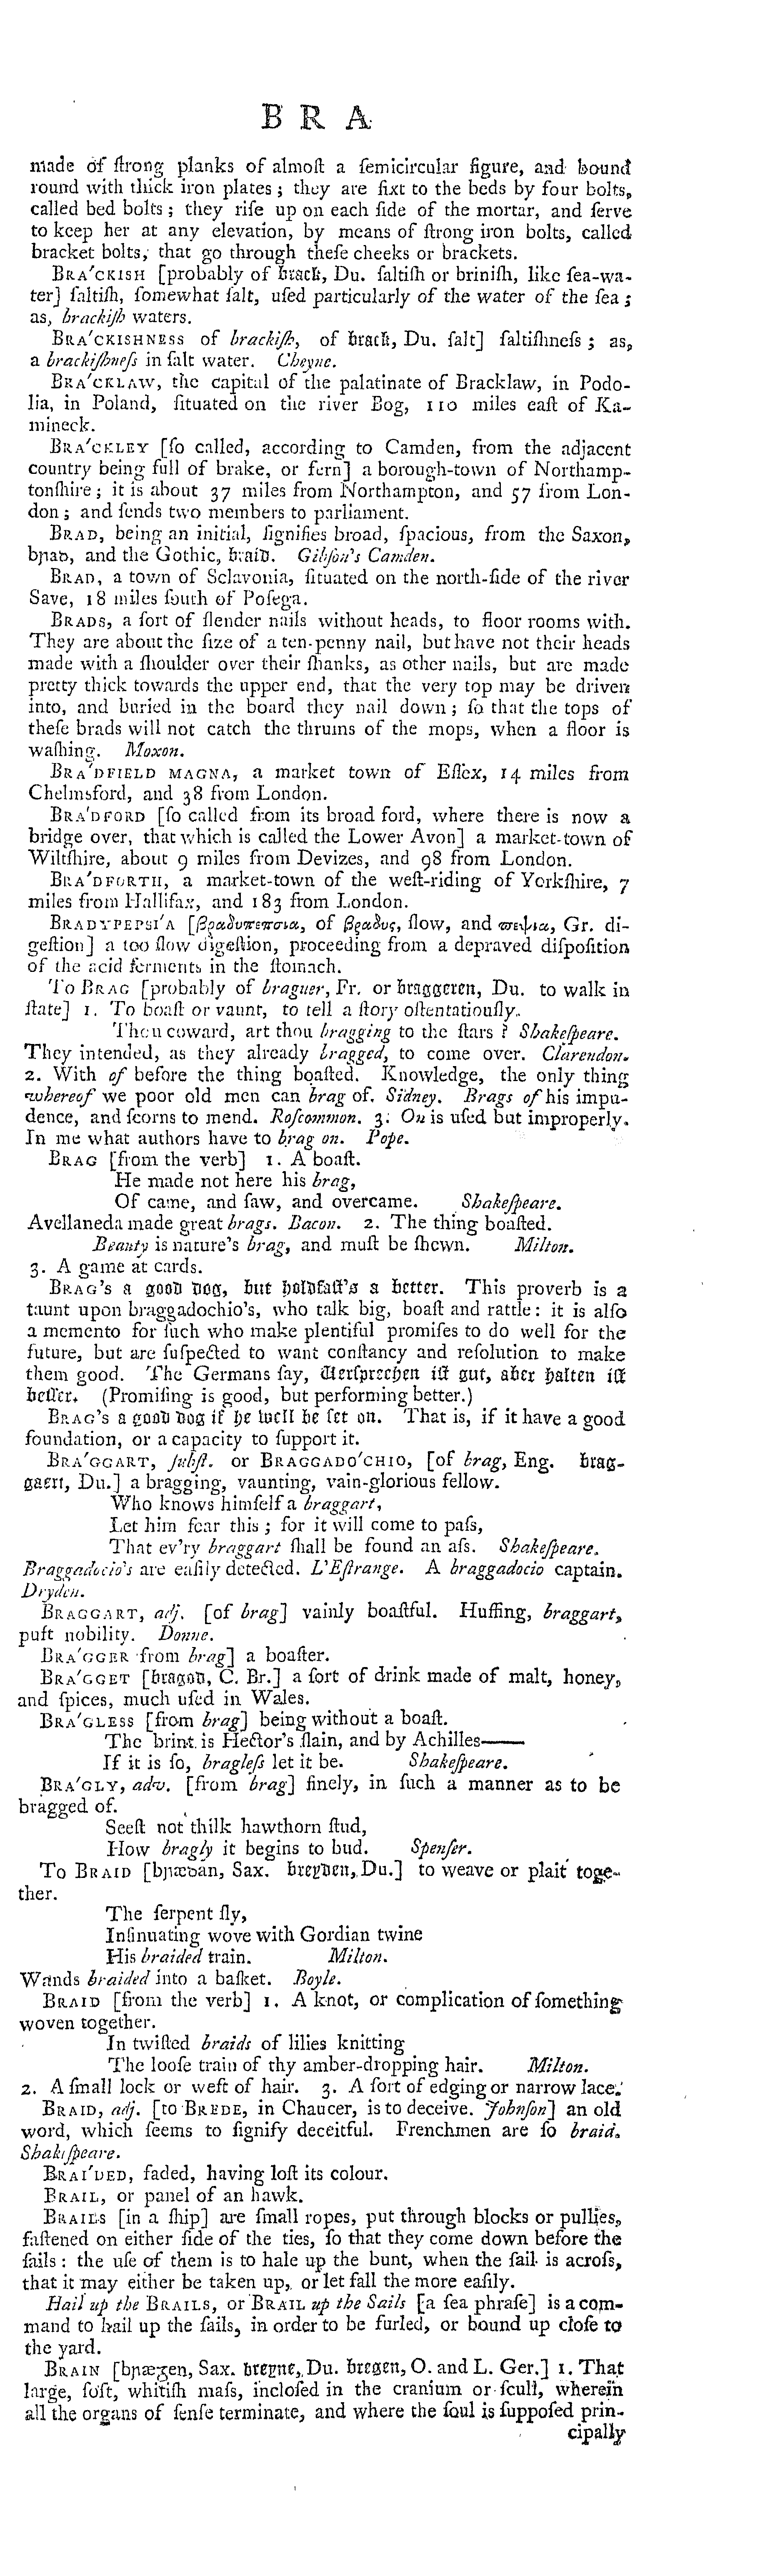 B R A
made of ſtrong planks of almoſt a ſemicircular figure, and bound
round with thick iron plates; they are fixt to the beds by four bolts,
called bed bolts; they riſe up on each ſide of the mortar, and ſerve
to keep her at any elevation, by means of ſtrong iron bolts, called
bracket bolts, that go through theſe cheeks or brackets.
BRA'CKISH [probably of brack, Du. ſaltiſh or briniſh, like ſea-wa-
ter] ſaltiſh, ſomewhat ſalt, uſed particularly of the water of the ſea;
as, brackiſh waters.
BRA'CKISHNESS of brackiſh, of brack, Du. ſalt] ſaltiſhneſs; as,
a brackiſhneſs in ſalt water. Cheyne.
BRA'CKLAW, the capital of the palatinate of Bracklaw, in Podo-
lia, in Poland, ſituated on the river Bog, 110 miles eaſt of Ka-
mineck.
BRA'CKLEY [ſo called, according to Camden, from the adjacent
country being full of brake, or fern] a borough-town of Northamp-
tonſhire; it is about 37 miles from Northampton, and 57 from Lon-
don; and ſends two members to parliament.
BRAD, being an initial, ſignifies broad, ſpacious, from the Saxon,
bꞃaꝺ, and the Gothic, braid. Gibſon's Camden.
BRAD, a town of Sclavonia, ſituated on the north-ſide of the river
Save, 18 miles ſouth of Poſega.
BRADS, a ſort of ſlender nails without heads, to floor rooms with.
They are about the ſize of a ten-penny nail, but have not their heads
made with a ſhoulder over their ſhanks, as other nails, but are made
pretty thick towards the upper end, that the very top may be driven
into, and buried in the board they nail down; ſo that the tops of
theſe brads will not catch the thrums of the mops, when a floor is
waſhing. Moxon.
BRA'DFIELD MAGNA, a market town of Eſſex, 14 miles from
Chelmsford, and 38 from London.
BRA'DFORD [ſo called from its broad ford, where there is now a
bridge over, that which is called the Lower Avon] a market-town of
Wiltſhire, about 9 miles from Devizes, and 98 from London.
BRA'DFORTH, a market-town of the weſt-riding of Yorkſhire, 7
miles from Hallifax, and 183 from London.
BRADYPEPSI'A [βραδυπεπσια, of βραδυς, ſlow, and πεψια, Gr. di-
geſtion] a too ſlow digeſtion, proceeding from a depraved diſpoſition
of the acid ferments in the ſtomach.
To BRAG [probably of braguer, Fr. or braggeren, Du. to walk in
ſtate] 1. To boaſt or vaunt, to tell a ſtory oſtentatiouſly.
Thou coward, art thou bragging to the ſtars? Shakeſpeare.
They intended, as they already bragged, to come over. Clarendon.
2. With of before the thing boaſted. Knowledge, the only thing
whereof we poor old men can brag of. Sidney. Brags of his impu-
dence, and ſcorns to mend. Roſcommon. 3. On is uſed but improperly.
In me what authors have to brag on. Pope.
BRAG [from the verb] 1. A boaſt.
He made not here his brag,
Of came, and ſaw, and overcame. Shakeſpeare.
Avellaneda made great brags. Bacon. 2. The thing boaſted.
Beauty is nature's brag, and muſt be ſhewn. Milton.
3. A game at cards.
BRAG's a good dog, but holdfaſt's a better. This proverb is a
taunt upon braggadochio's, who talk big, boaſt and rattle: it is alſo
a memento for ſuch who make plentiful promiſes to do well for the
future, but are ſuſpected to want conſtancy and reſolution to make
them good. The Germans ſay, Verſprechen iſt gut, aber halten iſt
beſſer. (Promiſing is good, but performing better.)
BRAG's a good dog if he well be ſet on. That is, if it have a good
foundation, or a capacity to ſupport it.
BRA'GGART, ſubſt. or BRAGGADO'CHIO, [of brag, Eng. brag-
gaert, Du.] a bragging, vaunting, vain-glorious fellow.
Who knows himſelf a braggart,
Let him fear this; for it will come to paſs,
That ev'ry braggart ſhall be found an aſs. Shakeſpeare.
Braggadocio's are eaſily detected. L'Eſtrange. A braggadocio captain.
Dryden.
BRAGGART, adj. [of brag] vainly boaſtful. Huffing, braggart,
puft nobility. Donne.
BRA'GGER from brag] a boaſter.
BRA'GGET [bragod, C. Br.] a ſort of drink made of malt, honey,
and ſpices, much uſed in Wales.
BRA'GLESS [from brag] being without a boaſt.
The brint is Hector's ſlain, and by Achilles——
If it is ſo, bragleſs let it be. Shakeſpeare.
BRA'GLY, adv. [from brag] finely, in ſuch a manner as to be
bragged of.
Seeſt not thilk hawthorn ſtud,
How bragly it begins to bud. Spenſer.
To BRAID [bꞃæꝺan, Sax. breyden, Du.] to weave or plait toge-
ther.
The ſerpent ſly,
Inſinuating wove with Gordian twine
His braided train. Milton.
Wands braided into a baſket. Boyle.
BRAID [from the verb] 1. A knot, or complication of ſomething
woven together.
In twiſted braids of lilies knitting
The looſe train of thy amber-dropping hair. Milton.
2. A ſmall lock or weft of hair. 3. A ſort of edging or narrow lace.
BRAID, adj. [to BREDE, in Chaucer, is to deceive. Johnſon] an old
word, which ſeems to ſignify deceitful. Frenchmen are ſo braid.
Shakeſpeare.
BRAI'DED, faded, having loſt its colour.
BRAIL, or panel of an hawk.
BRAILS [in a ſhip] are ſmall ropes, put through blocks or pullies,
faſtened on either ſide of the ties, ſo that they come down before the
ſails: the uſe of them is to hale up the bunt, when the ſail is acroſs,
that it may either be taken up, or let fall the more eaſily.
Hail up the BRAILS, or BRAIL up the Sails [a ſea phraſe] is a com-
mand to hail up the ſails, in order to be furled, or bound up cloſe to
the yard.
BRAIN [bꞃæᵹen, Sax. breyne, Du. bregen, O. and L. Ger.] 1. That
large, ſoft, whitiſh maſs, incloſed in the cranium or ſcull, wherein
all the organs of ſenſe terminate, and where the ſoul is ſuppoſed prin-
cipally